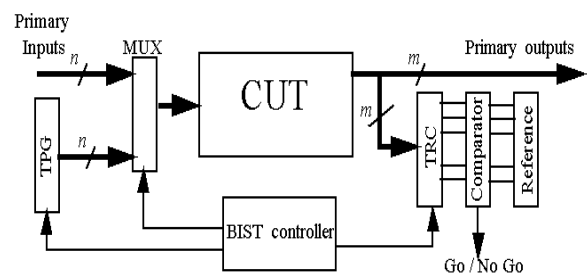 Primary
Inputs
n
MUX
CUT
m
Primary outputs
m
TPG
n
TRC
Comparator
Reference
BIST controller
Go / No Go